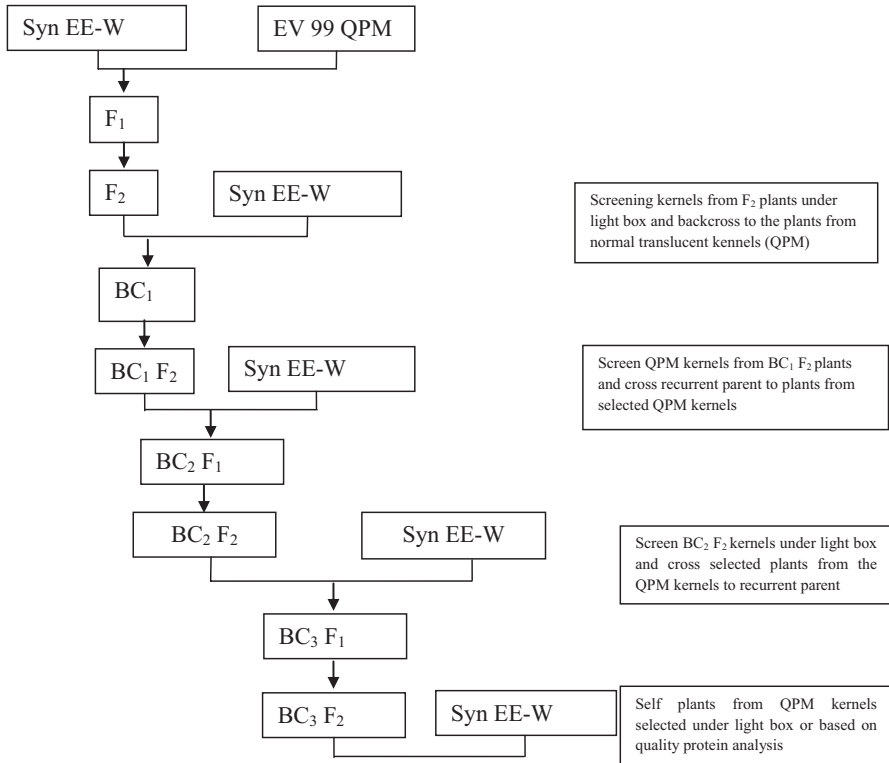 Syn EE-W
EV 99 QPM
F₁
F₂
Syn EE-W
Screening kernels from F₂ plants under
light box and backcross to the plants from
normal translucent kennels (QPM)
BC₁
BC₁ F₂
Syn EE-W
Screen QPM kernels from BC₁ F₂ plants
and cross recurrent parent to plants from
selected QPM kernels
BC₂ F₁
BC₂ F₂
Syn EE-W
Screen BC₂ F₂ kernels under light box
and cross selected plants from the
QPM kernels to recurrent parent
BC₃ F₁
BC₃ F₂
Syn EE-W
Self plants from QPM kernels
selected under light box or based on
quality protein analysis